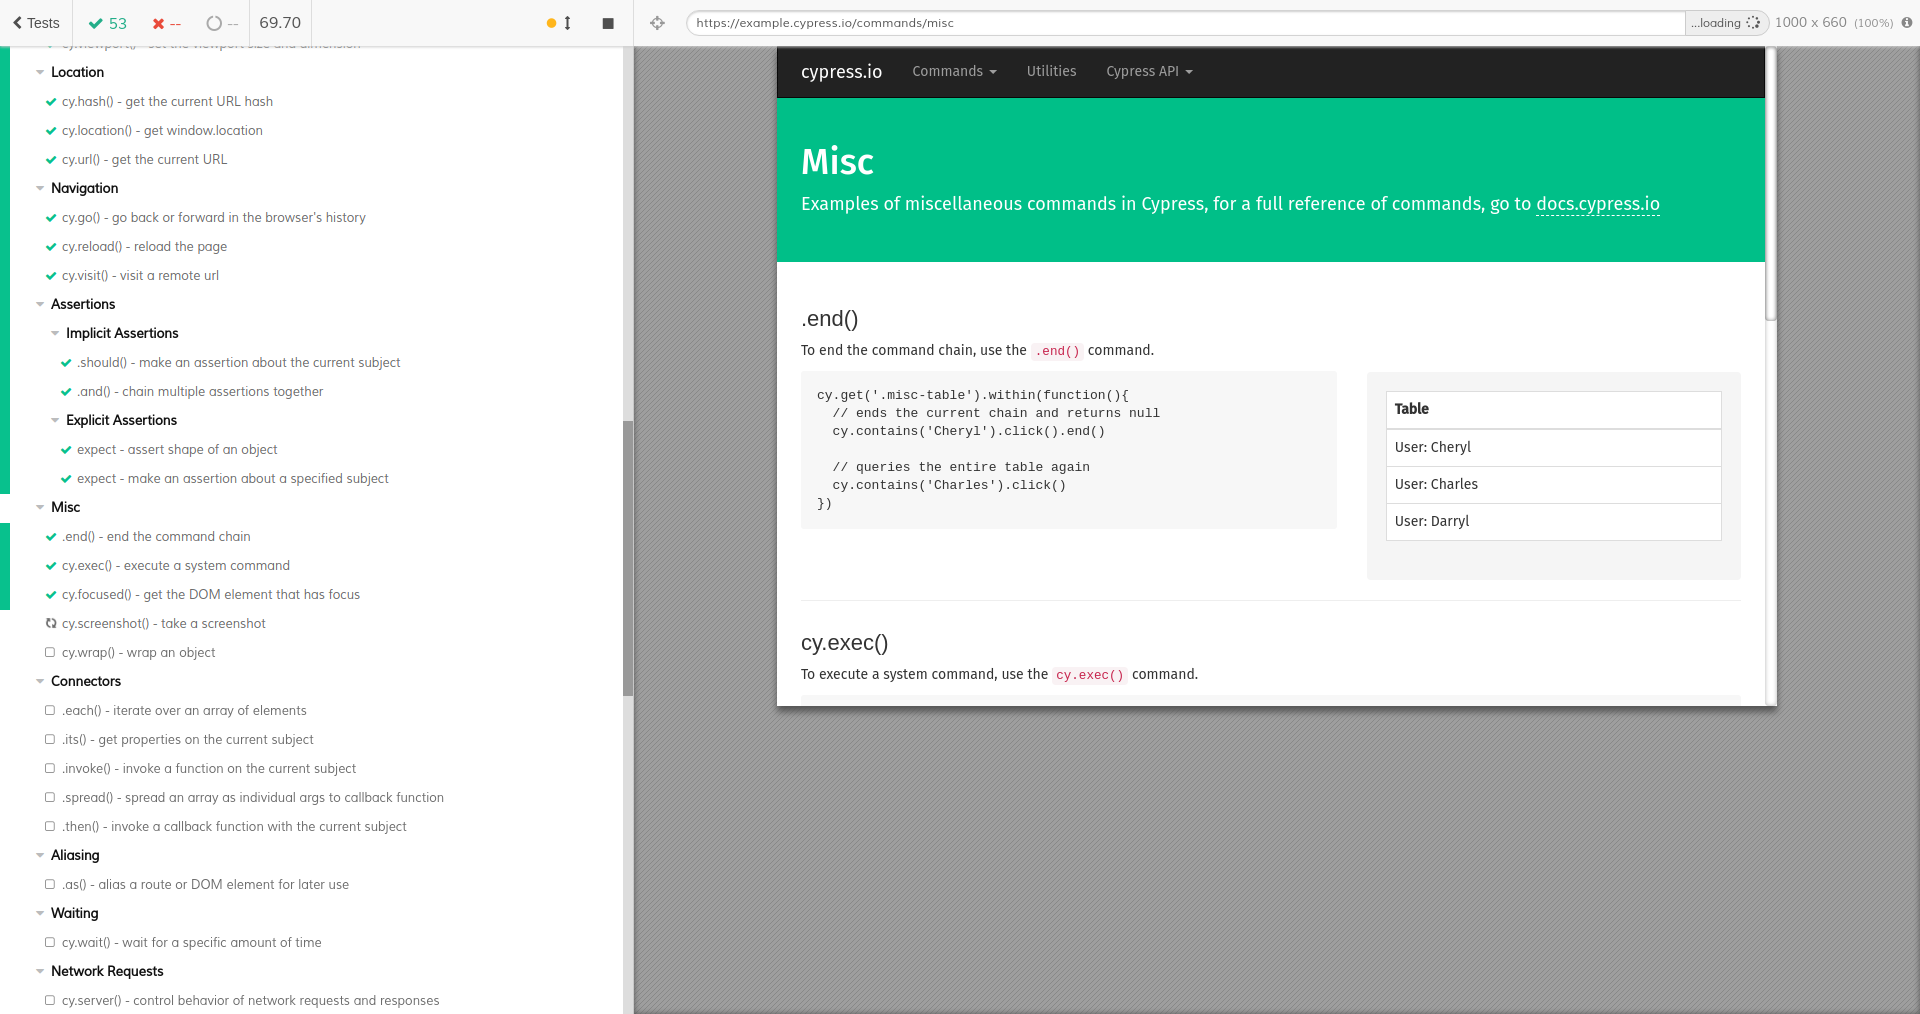 Tests
53
--
--
69.70
https://example.cypress.io/commands/misc
...loading
1000 x 660 (100%)
cy.viewport() - set the viewport size and dimension
Location
cy.hash() - get the current URL hash
cy.location() - get window.location
cy.url() - get the current URL
Navigation
cy.go() - go back or forward in the browser's history
cy.reload() - reload the page
cy.visit() - visit a remote url
Assertions
Implicit Assertions
.should() - make an assertion about the current subject
.and() - chain multiple assertions together
Explicit Assertions
expect - assert shape of an object
expect - make an assertion about a specified subject
Misc
.end() - end the command chain
cy.exec() - execute a system command
cy.focused() - get the DOM element that has focus
cy.screenshot() - take a screenshot
cy.wrap() - wrap an object
Connectors
.each() - iterate over an array of elements
.its() - get properties on the current subject
.invoke() - invoke a function on the current subject
.spread() - spread an array as individual args to callback function
.then() - invoke a callback function with the current subject
Aliasing
.as() - alias a route or DOM element for later use
Waiting
cy.wait() - wait for a specific amount of time
Network Requests
cy.server() - control behavior of network requests and responses
cypress.io
Commands
Utilities
Cypress API
Misc
Examples of miscellaneous commands in Cypress, for a full reference of commands, go to docs.cypress.io
.end()
To end the command chain, use the .end() command.
cy.get('.misc-table').within(function(){
// ends the current chain and returns null
cy.contains('Cheryl').click().end()
// queries the entire table again
cy.contains('Charles').click()
})
Table
User: Cheryl
User: Charles
User: Darryl
cy.exec()
To execute a system command, use the cy.exec() command.